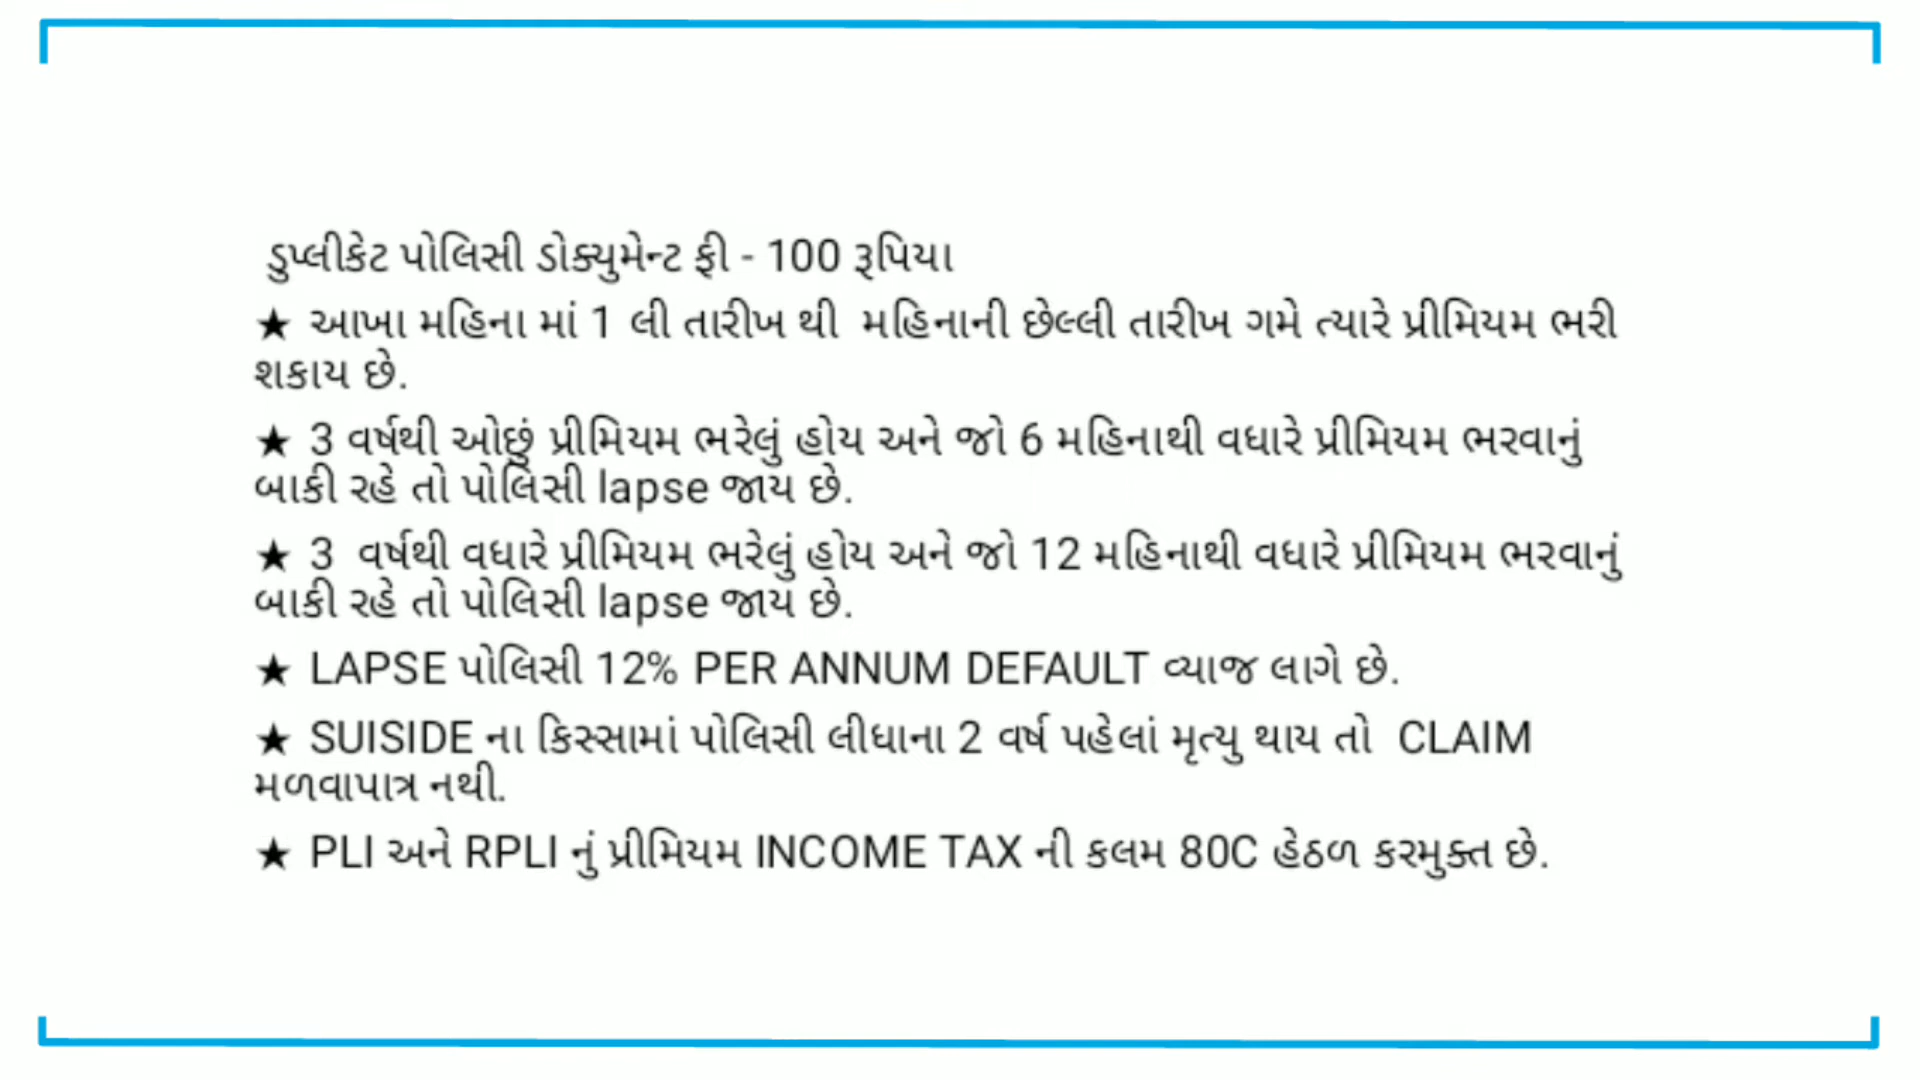 ડુપ્લીકેટ પોલિસી ડોક્યુમેન્ટ ફી - 100 રૂપિયા
★ આખા મહિના માં 1 લી તારીખ થી મહિનાની છેલ્લી તારીખ ગમે ત્યારે પ્રીમિયમ ભરી
શકાય છે.
★ 3 વર્ષથી ઓછું પ્રીમિયમ ભરેલું હોય અને જો 6 મહિનાથી વધારે પ્રીમિયમ ભરવાનું
બાકી રહે તો પોલિસી lapse જાય છે.
★ 3 વર્ષથી વધારે પ્રીમિયમ ભરેલું હોય અને જો 12 મહિનાથી વધારે પ્રીમિયમ ભરવાનું
બાકી રહે તો પોલિસી lapse જાય છે.
★ LAPSE પોલિસી 12% PER ANNUM DEFAULT વ્યાજ લાગે છે.
★ SUISIDE ના કિસ્સામાં પોલિસી લીધાના 2 વર્ષ પહેલાં મૃત્યુ થાય તો CLAIM
મળવાપાત્ર નથી.
★ PLI અને RPLI નું પ્રીમિયમ INCOME TAX ની કલમ 80C હેઠળ કરમુક્ત છે.